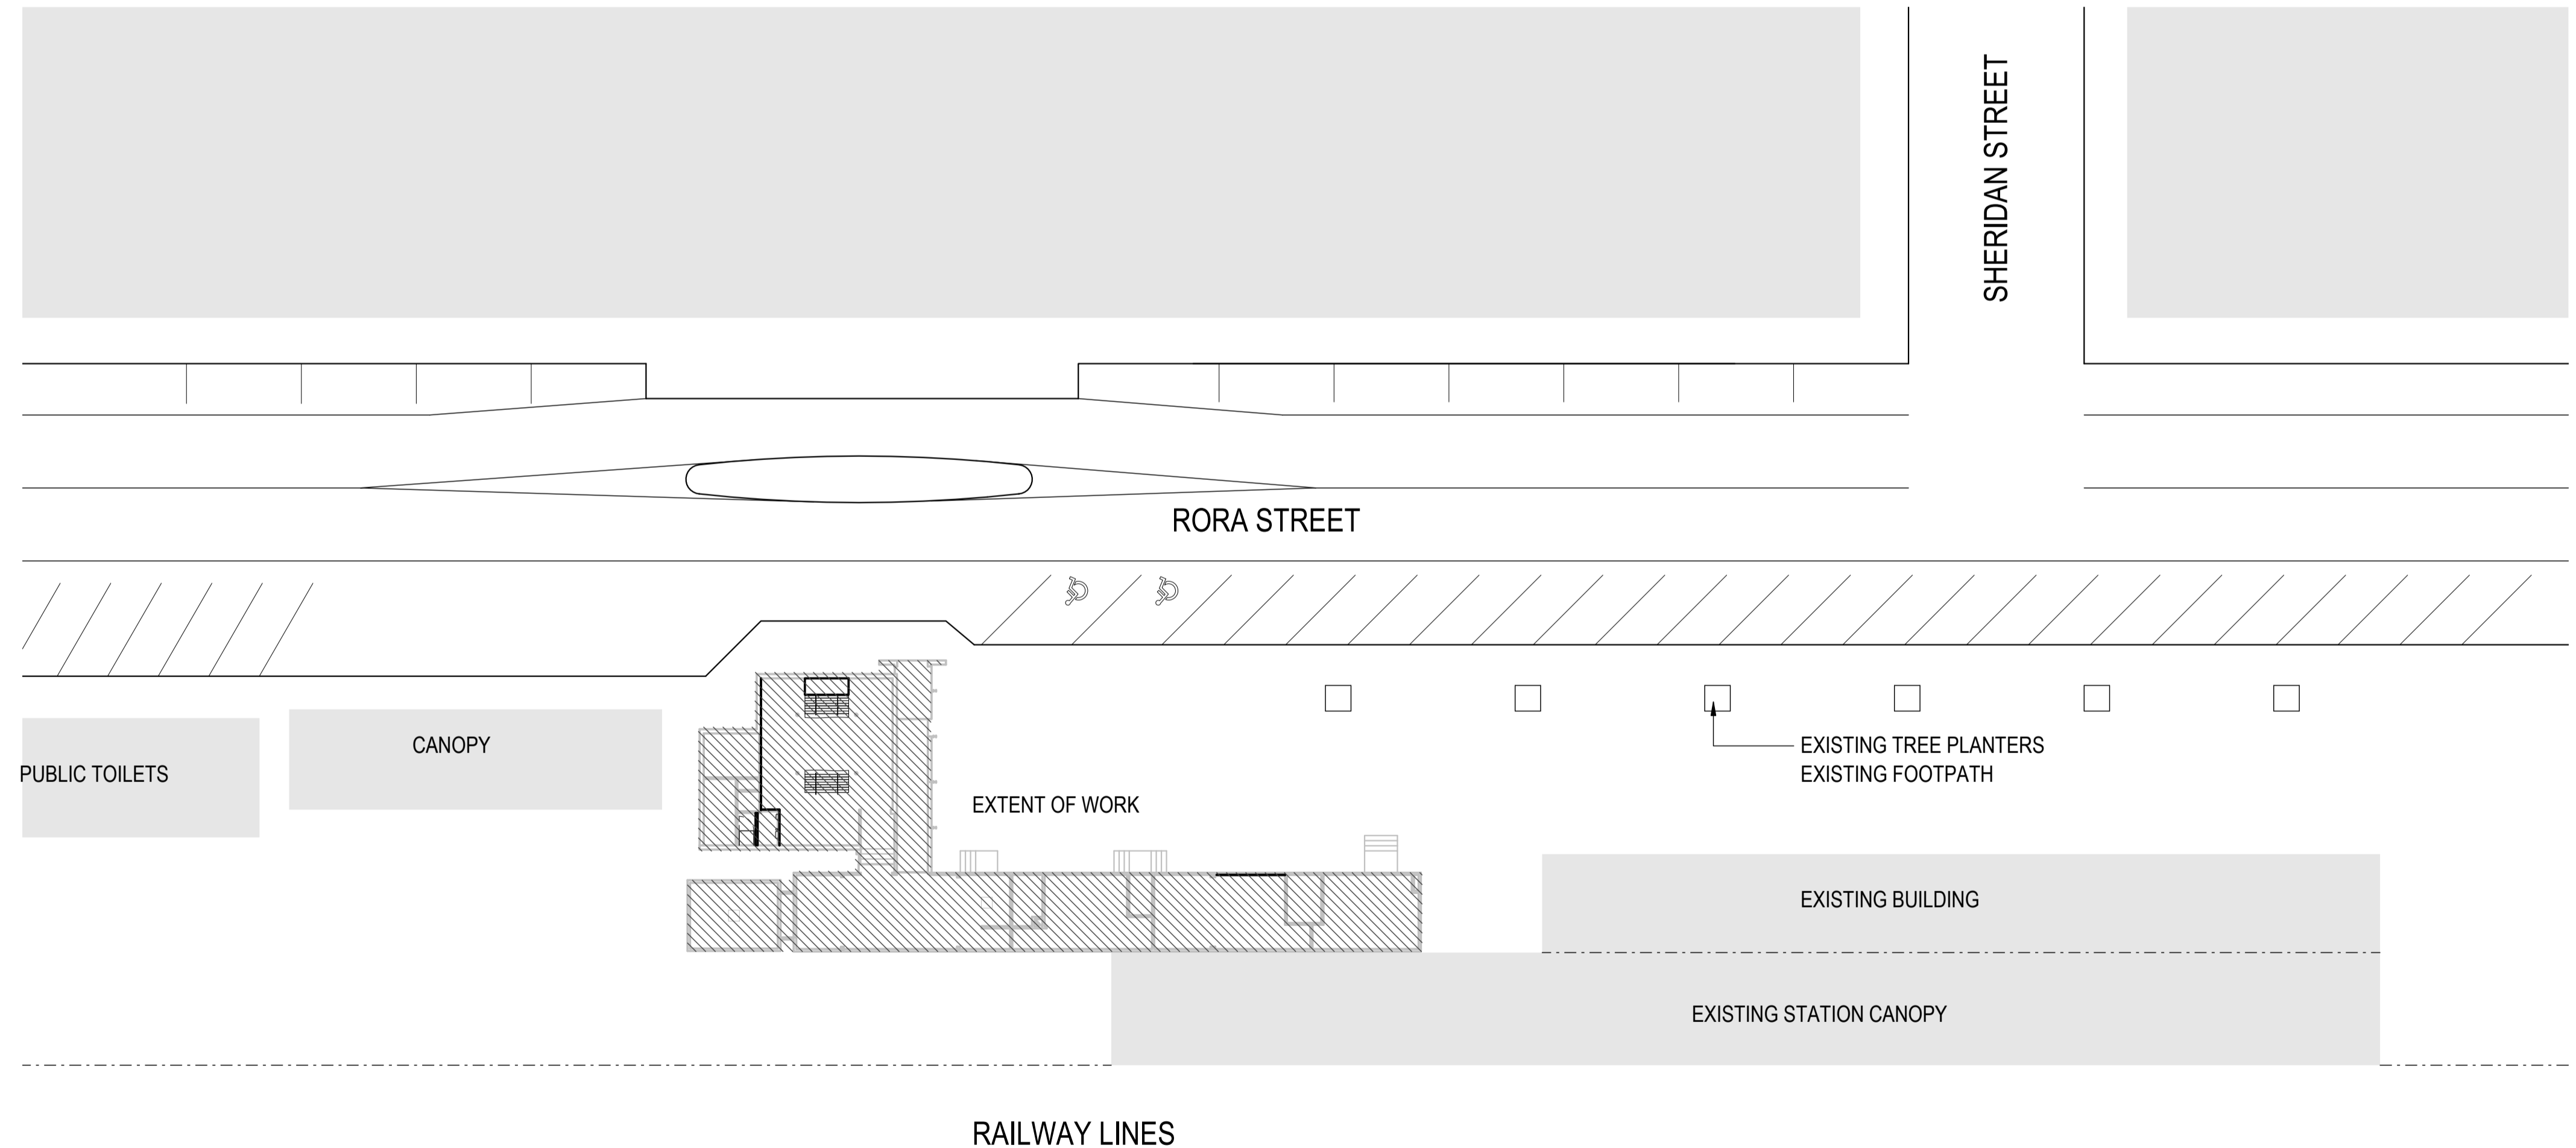 SHERIDAN STREET
RORA STREET
CANOPY
PUBLIC TOILETS
EXISTING TREE PLANTERS
EXISTING FOOTPATH
EXTENT OF WORK
EXISTING BUILDING
EXISTING STATION CANOPY
RAILWAY LINES